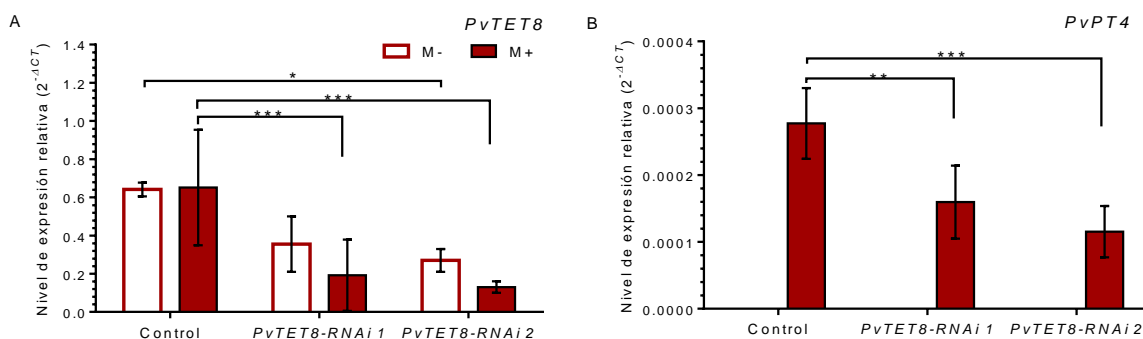 A
PvTET8
Nivel de expresión relativa (2^-ΔCT)
1.4
1.2
1.0
0.8
0.6
0.4
0.2
0.0
M-
M+
*
***
***
Control
PvTET8-RNAi 1
PvTET8-RNAi 2
B
PvPT4
Nivel de expresión relativa (2^-ΔCT)
0.0004
0.0003
0.0002
0.0001
0.0000
***
**
Control
PvTET8-RNAi 1
PvTET8-RNAi 2